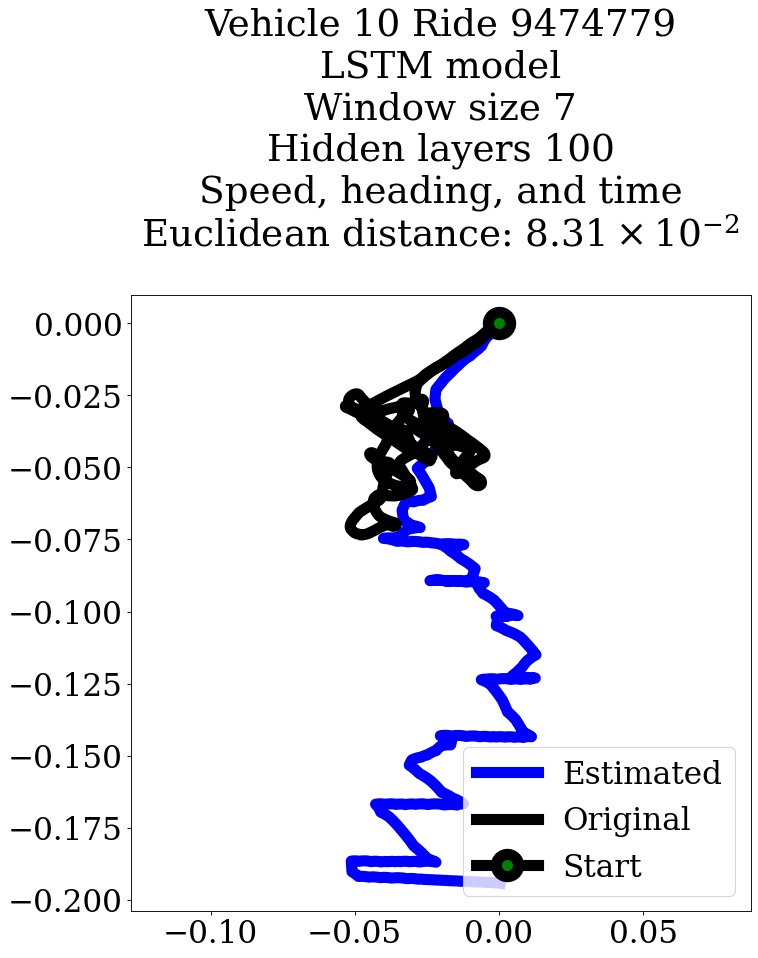 Vehicle 10 Ride 9474779
LSTM model
Window size 7
Hidden layers 100
Speed, heading, and time
Euclidean distance: 8.31 × 10⁻²
0.000
−0.025
−0.050
−0.075
−0.100
−0.125
−0.150
−0.175
−0.200
Estimated
Original
Start
−0.10
−0.05
0.00
0.05